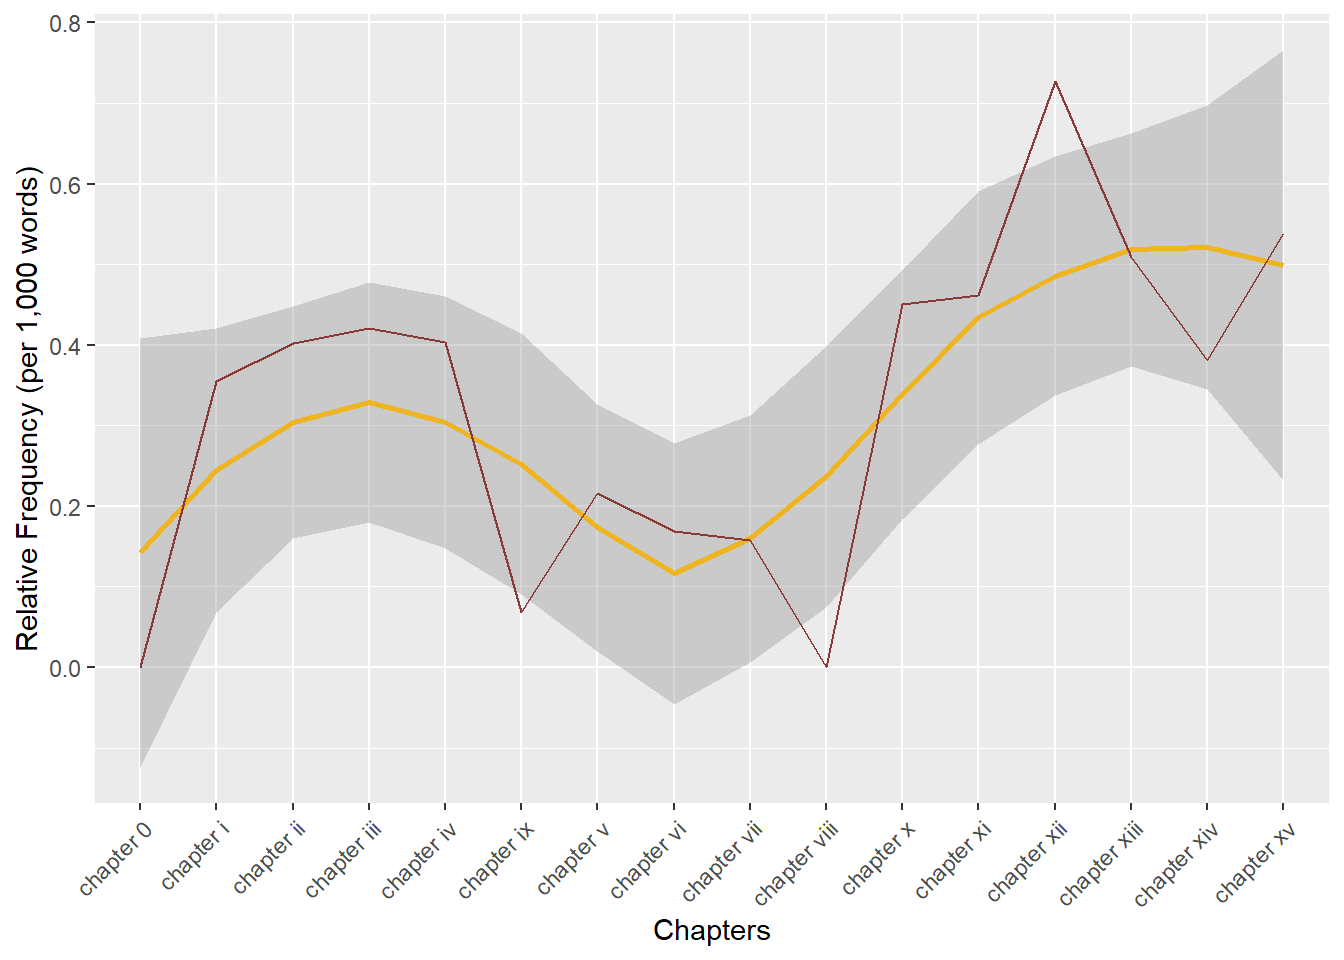 Relative Frequency (per 1,000 words)
0.8
0.6
0.4
0.2
0.0
chapter 0
chapter i
chapter ii
chapter iii
chapter iv
chapter ix
chapter v
chapter vi
chapter vii
chapter viii
chapter x
chapter xi
chapter xii
chapter xiii
chapter xiv
chapter xv
Chapters